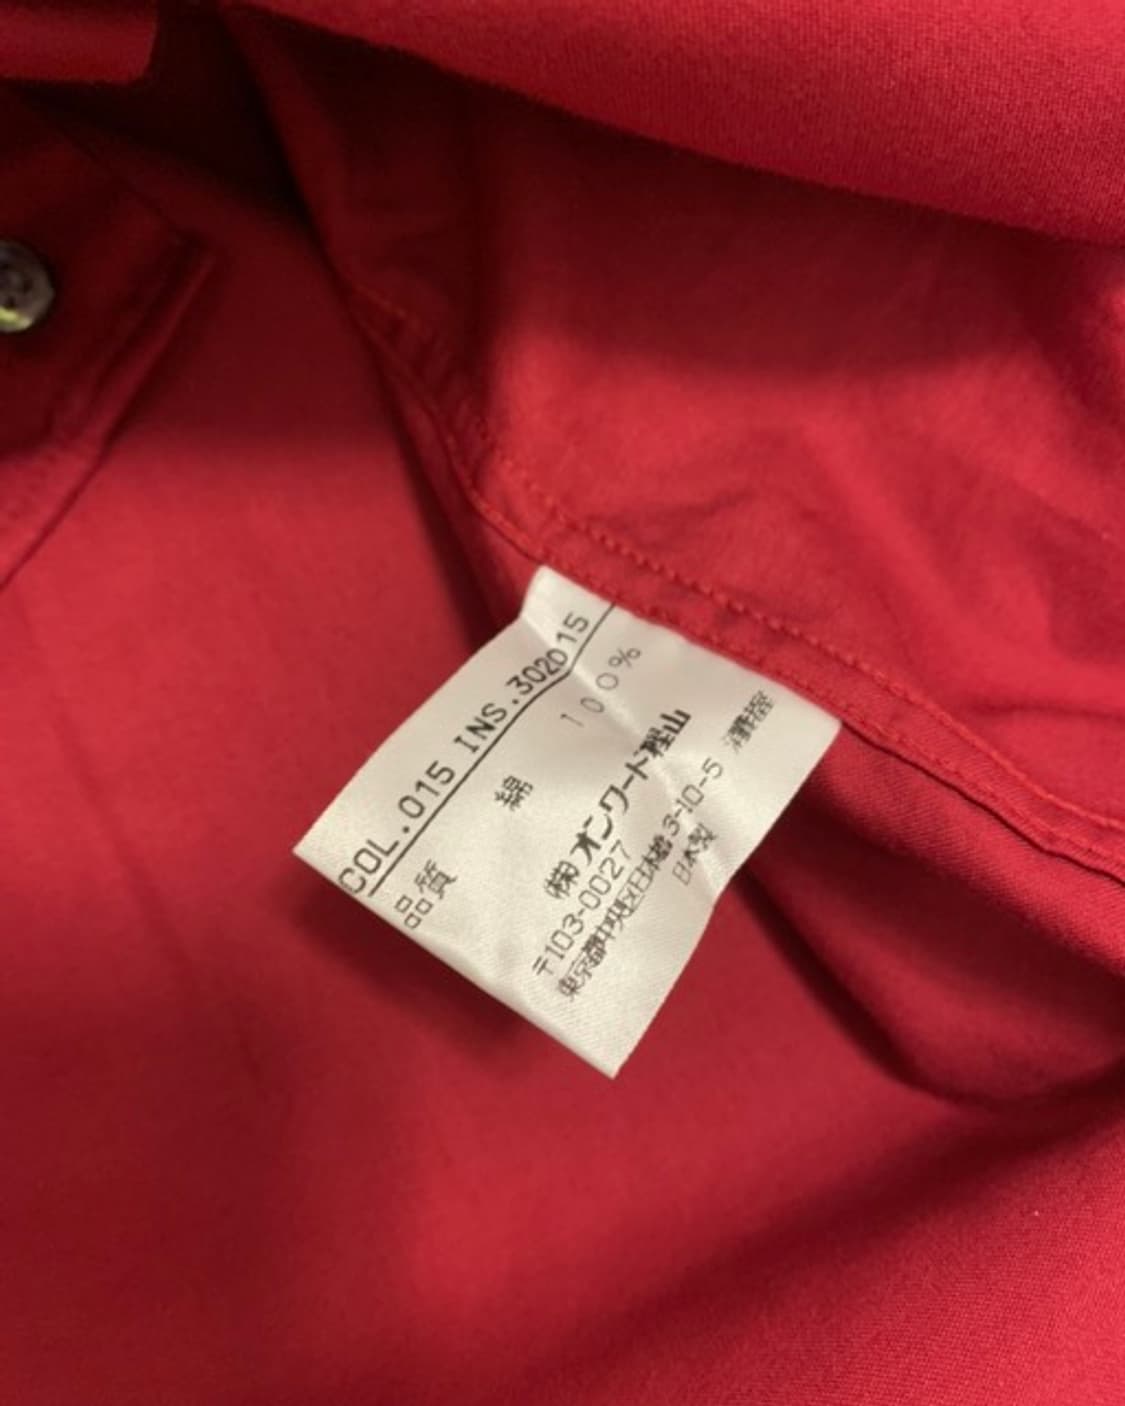 COL.015 INS.302015
品質 綿 100%
(株)オンワード樫山
〒103-0027
東京都中央区日本橋3-10-5
日本製